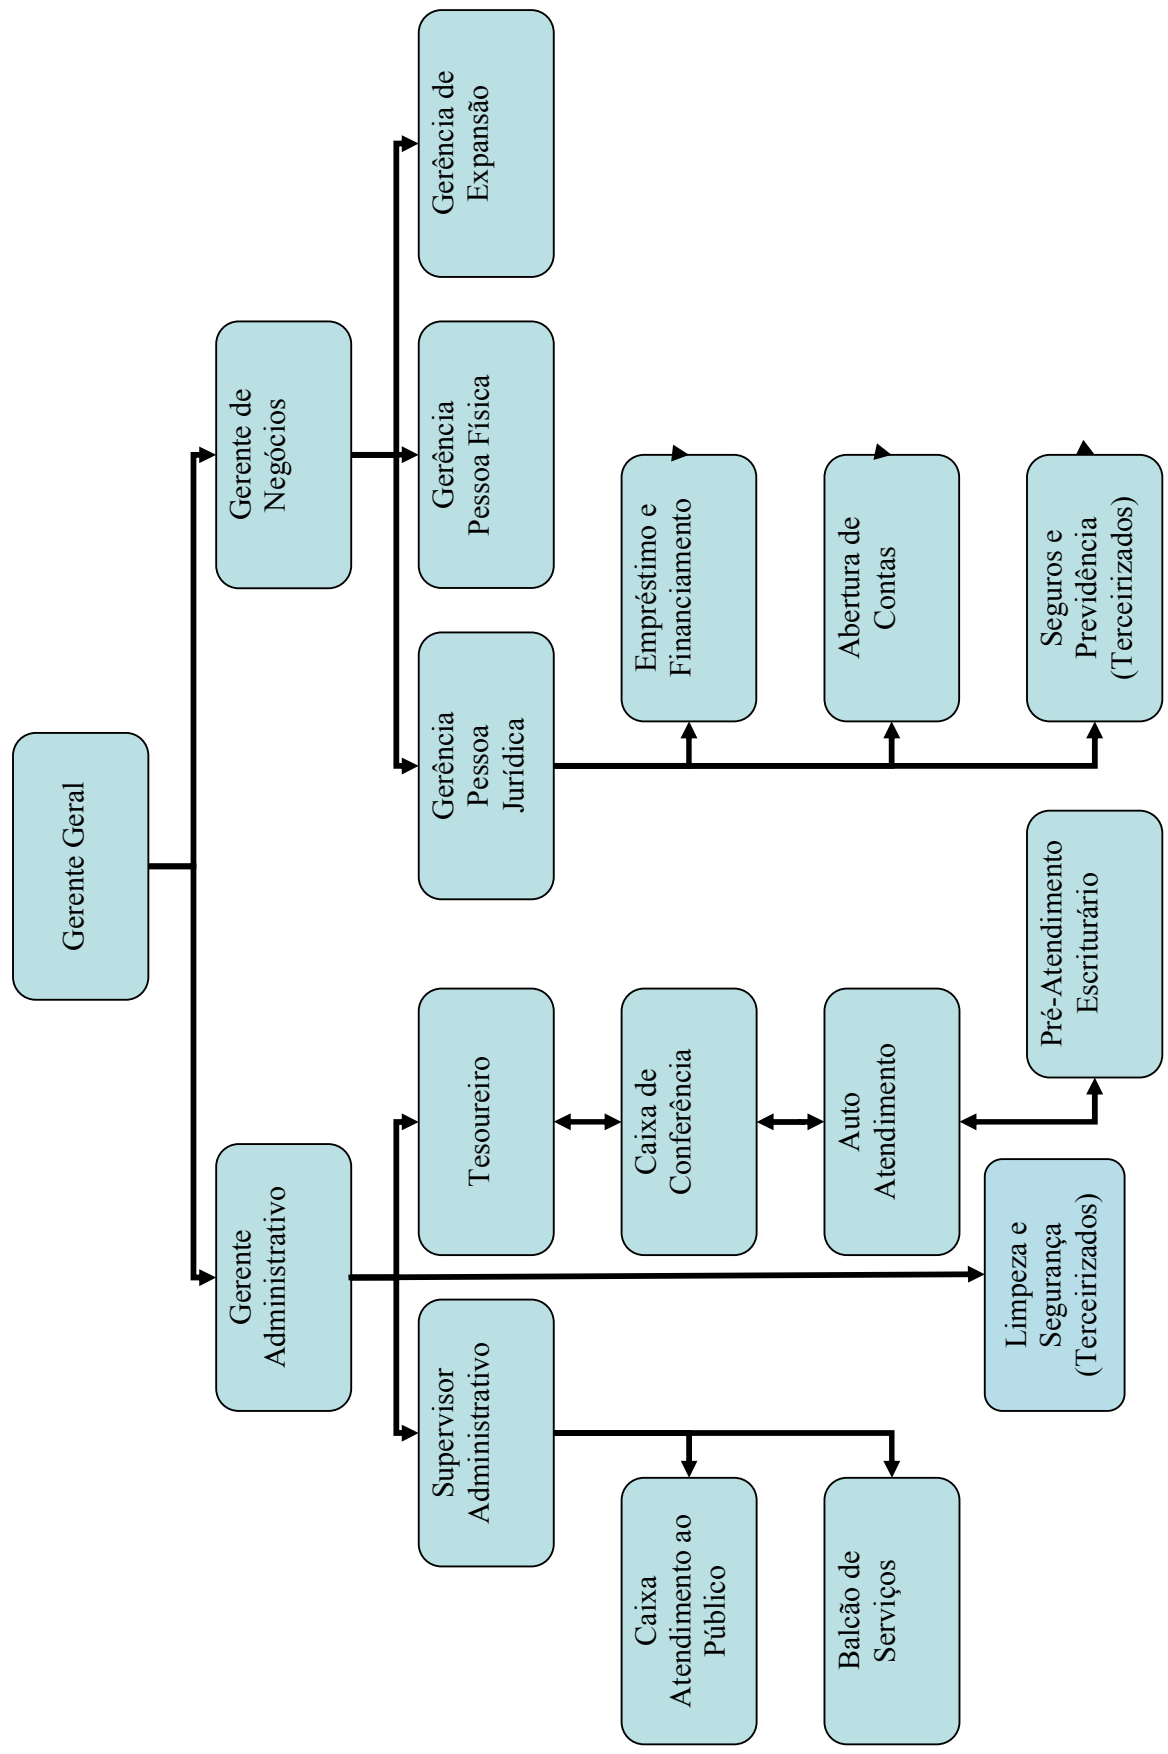 Gerente Geral
Gerente
Administrativo
Gerente de
Negócios
Supervisor
Administrativo
Tesoureiro
Gerência
Pessoa
Jurídica
Gerência
Pessoa Física
Gerência de
Expansão
Caixa
Atendimento ao
Público
Caixa de
Conferência
Empréstimo e
Financiamento
Balcão de
Serviços
Auto
Atendimento
Abertura de
Contas
Limpeza e
Segurança
(Terceirizados)
Pré-Atendimento
Escriturário
Seguros e
Previdência
(Terceirizados)